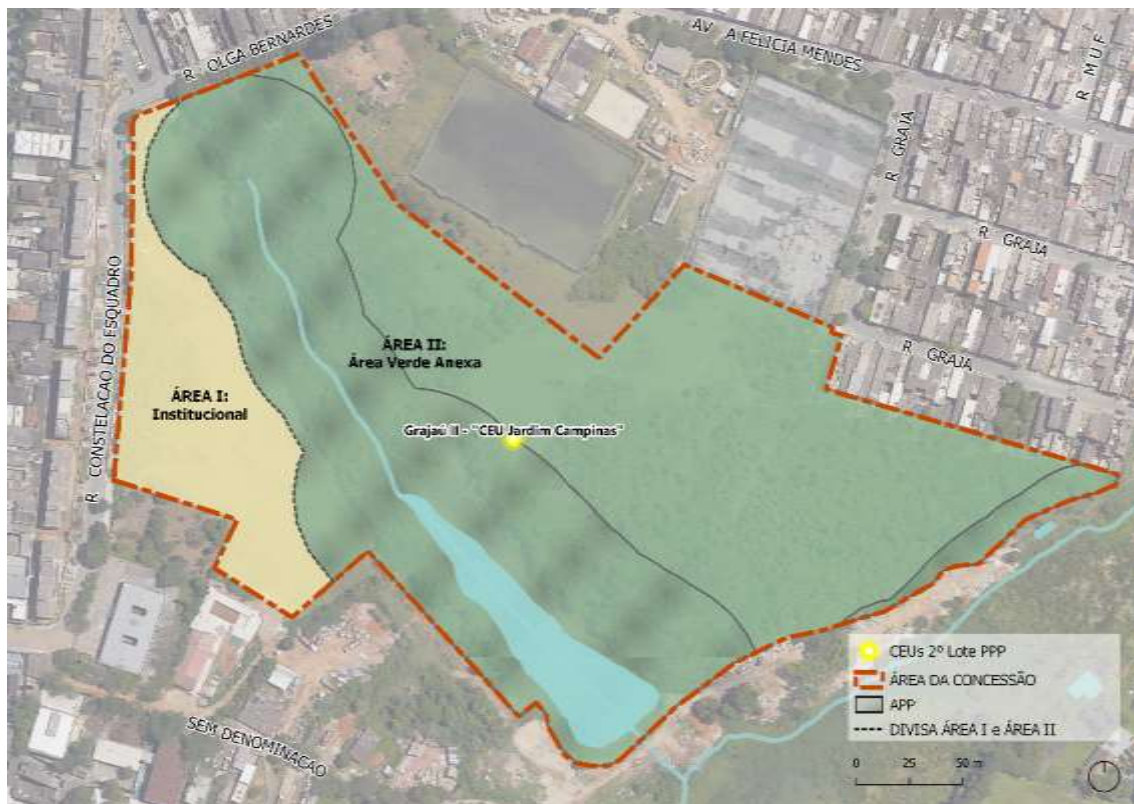 R OLGA BERNARDES
AV A FELICIA MENDES
R MUF
R GRAJA
R GRAJA
R GRAJA
R CONSTELACAO DO ESQUADRO
ÁREA II:
Área Verde Anexa
ÁREA I:
Institucional
Grajaú II - "CEU Jardim Campinas"
SEM DENOMINACAO
CEUs 2º Lote PPP
ÁREA DA CONCESSÃO
APP
DIVISA ÁREA I e ÁREA II
0 25 50 m